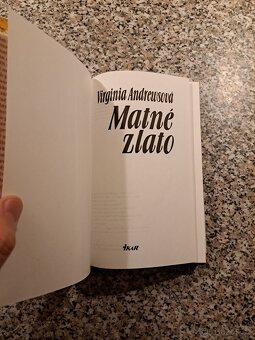 Virginia Andrewsová
Matné
zlato
IKAR